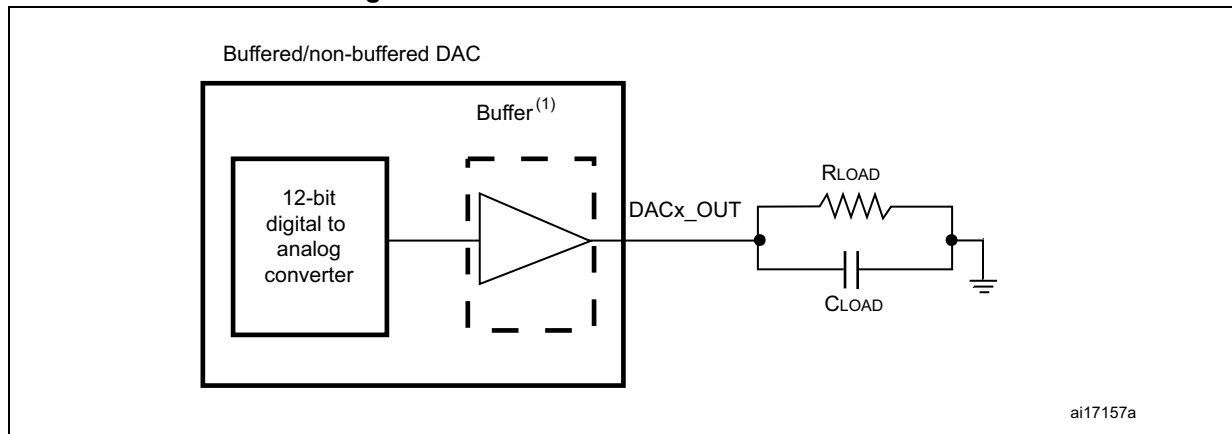 Buffered/non-buffered DAC
Buffer(1)
12-bit
digital to
analog
converter
DACx_OUT
RLOAD
CLOAD
ai17157a